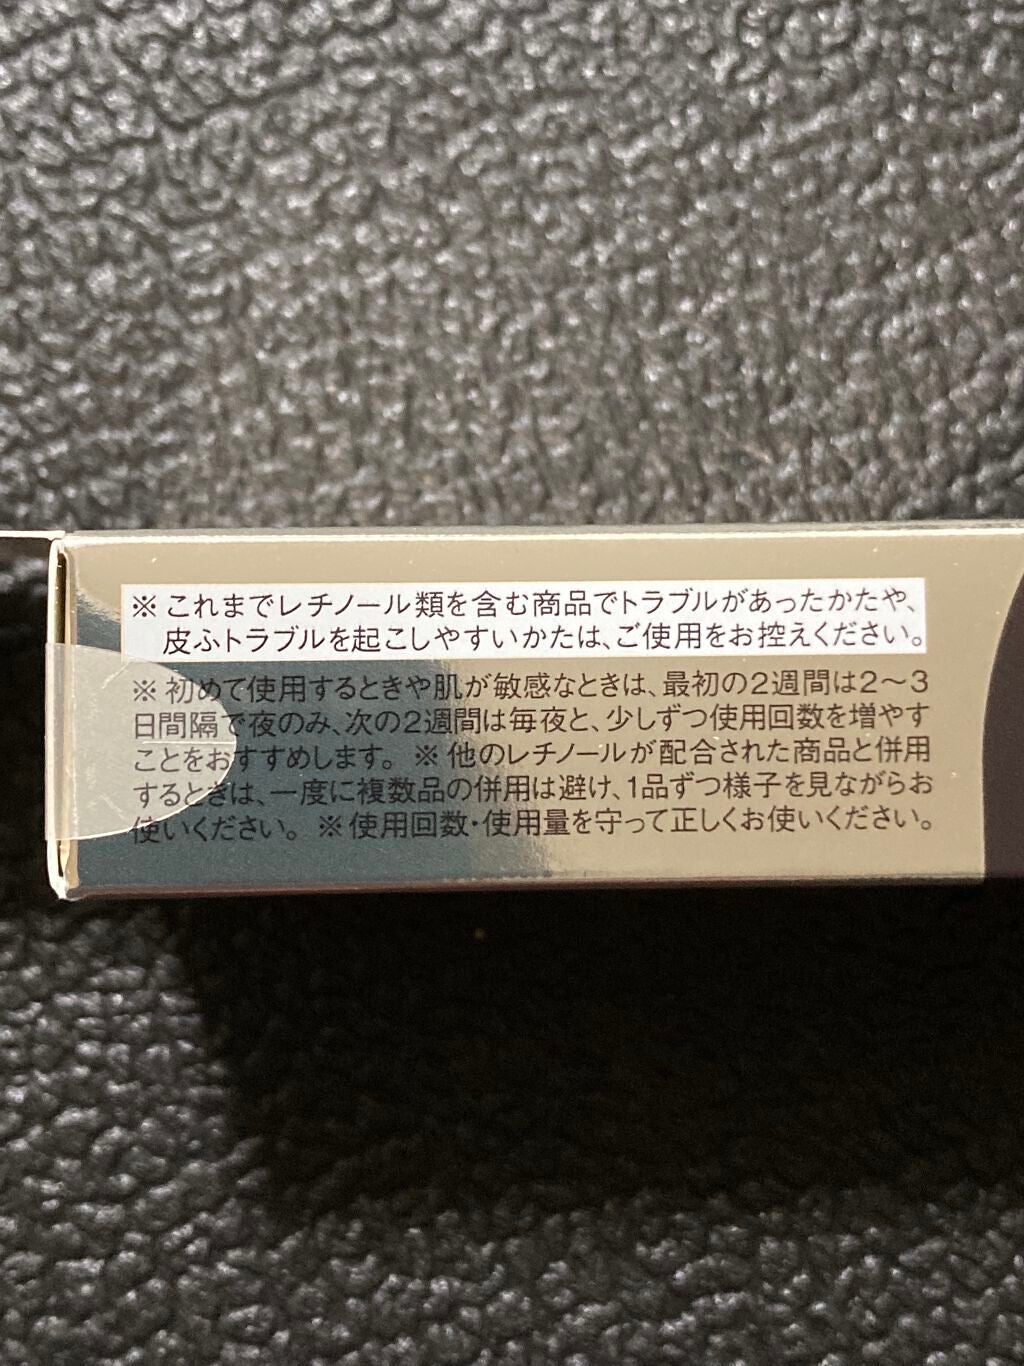 ※これまでレチノール類を含む商品でトラブルがあったかたや、
皮ふトラブルを起こしやすいかたは、ご使用をお控えください。
※初めて使用するときや肌が敏感なときは、最初の2週間は2～3
日間隔で夜のみ、次の2週間は毎夜と、少しずつ使用回数を増やす
ことをおすすめします。※他のレチノールが配合された商品と併用
するときは、一度に複数品の併用は避け、1品ずつ様子を見ながらお
使いください。※使用回数・使用量を守って正しくお使いください。